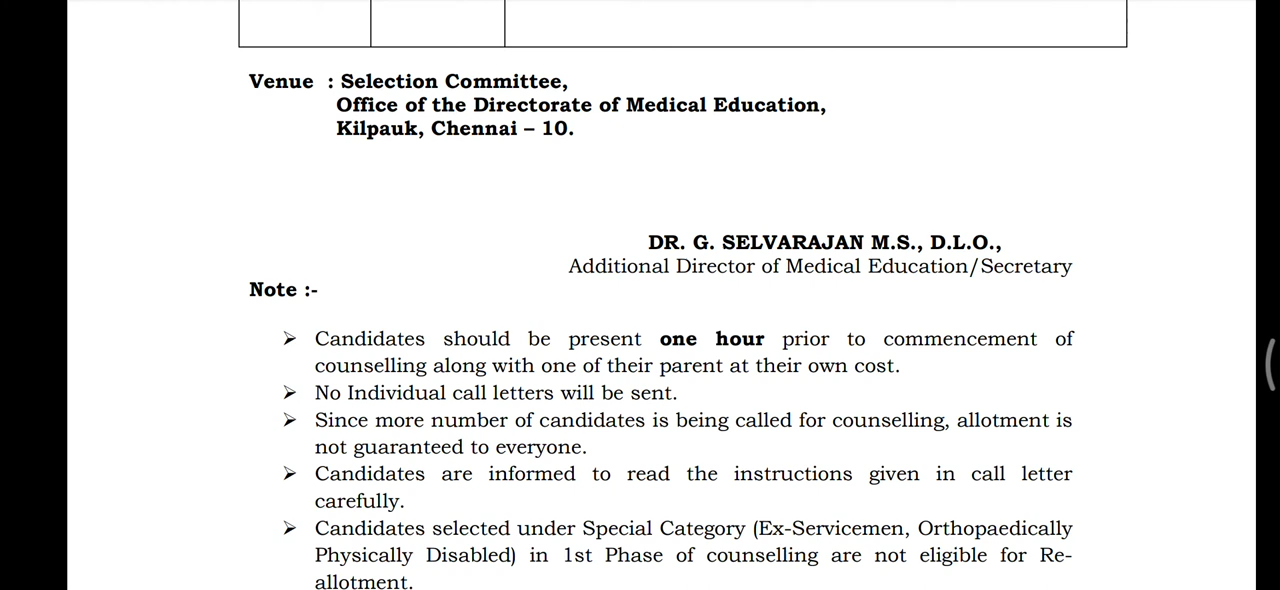 Venue : Selection Committee,
Office of the Directorate of Medical Education,
Kilpauk, Chennai – 10.
DR. G. SELVARAJAN M.S., D.L.O.,
Additional Director of Medical Education/Secretary
Note :-
➢ Candidates should be present one hour prior to commencement of
counselling along with one of their parent at their own cost.
➢ No Individual call letters will be sent.
➢ Since more number of candidates is being called for counselling, allotment is
not guaranteed to everyone.
➢ Candidates are informed to read the instructions given in call letter
carefully.
➢ Candidates selected under Special Category (Ex-Servicemen, Orthopaedically
Physically Disabled) in 1st Phase of counselling are not eligible for Re-
allotment.